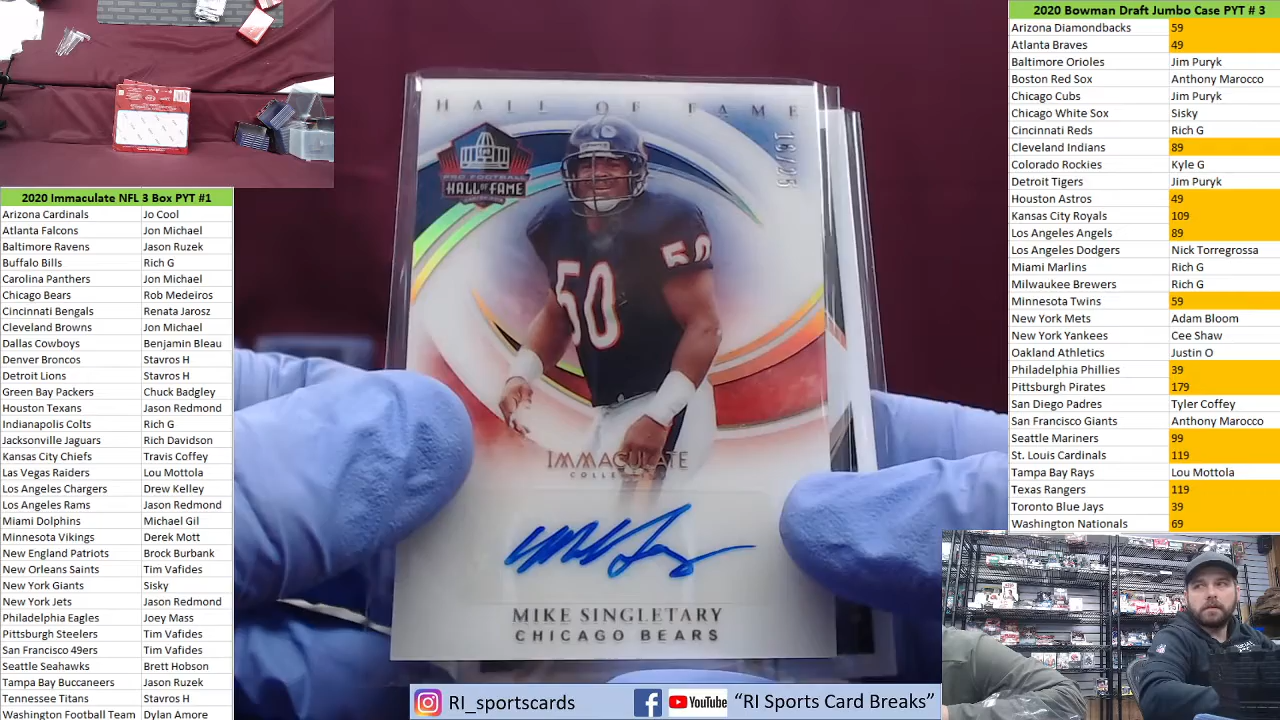 2020 Immaculate NFL 3 Box PYT #1
Arizona Cardinals Jo Cool
Atlanta Falcons Jon Michael
Baltimore Ravens Jason Ruzek
Buffalo Bills Rich G
Carolina Panthers Jon Michael
Chicago Bears Rob Medeiros
Cincinnati Bengals Renata Jarosz
Cleveland Browns Jon Michael
Dallas Cowboys Benjamin Bleau
Denver Broncos Stavros H
Detroit Lions Stavros H
Green Bay Packers Chuck Badgley
Houston Texans Jason Redmond
Indianapolis Colts Rich G
Jacksonville Jaguars Rich Davidson
Kansas City Chiefs Travis Coffey
Las Vegas Raiders Lou Mottola
Los Angeles Chargers Drew Kelley
Los Angeles Rams Jason Redmond
Miami Dolphins Michael Gil
Minnesota Vikings Derek Mott
New England Patriots Brock Burbank
New Orleans Saints Tim Vafides
New York Giants Sisky
New York Jets Jason Redmond
Philadelphia Eagles Joey Mass
Pittsburgh Steelers Tim Vafides
San Francisco 49ers Tim Vafides
Seattle Seahawks Brett Hobson
Tampa Bay Buccaneers Jason Ruzek
Tennessee Titans Stavros H
Washington Football Team Dylan Amore
HALL OF FAME
PRO FOOTBALL
HALL OF FAME
50
50
IMMACULATE
COLLECTION
MIKE SINGLETARY
CHICAGO BEARS
RI_sportscards
YouTube
"RI Sports Card Breaks"
2020 Bowman Draft Jumbo Case PYT # 3
Arizona Diamondbacks 59
Atlanta Braves 49
Baltimore Orioles Jim Puryk
Boston Red Sox Anthony Marocco
Chicago Cubs Jim Puryk
Chicago White Sox Sisky
Cincinnati Reds Rich G
Cleveland Indians 89
Colorado Rockies Kyle G
Detroit Tigers Jim Puryk
Houston Astros 49
Kansas City Royals 109
Los Angeles Angels 89
Los Angeles Dodgers Nick Torregrossa
Miami Marlins Rich G
Milwaukee Brewers Rich G
Minnesota Twins 59
New York Mets Adam Bloom
New York Yankees Cee Shaw
Oakland Athletics Justin O
Philadelphia Phillies 39
Pittsburgh Pirates 179
San Diego Padres Tyler Coffey
San Francisco Giants Anthony Marocco
Seattle Mariners 99
St. Louis Cardinals 119
Tampa Bay Rays Lou Mottola
Texas Rangers 119
Toronto Blue Jays 39
Washington Nationals 69